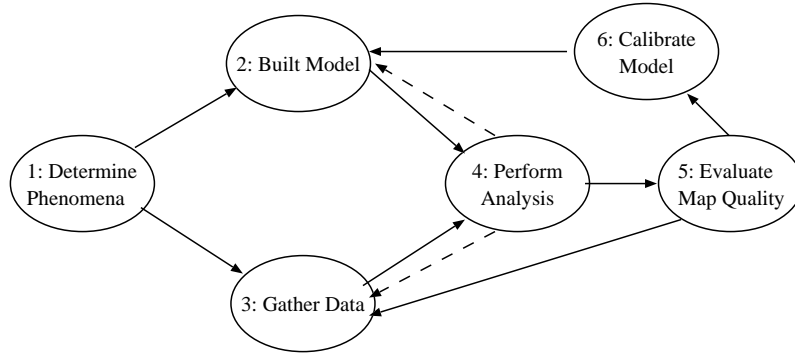 1: Determine
Phenomena
2: Built Model
3: Gather Data
4: Perform
Analysis
5: Evaluate
Map Quality
6: Calibrate
Model